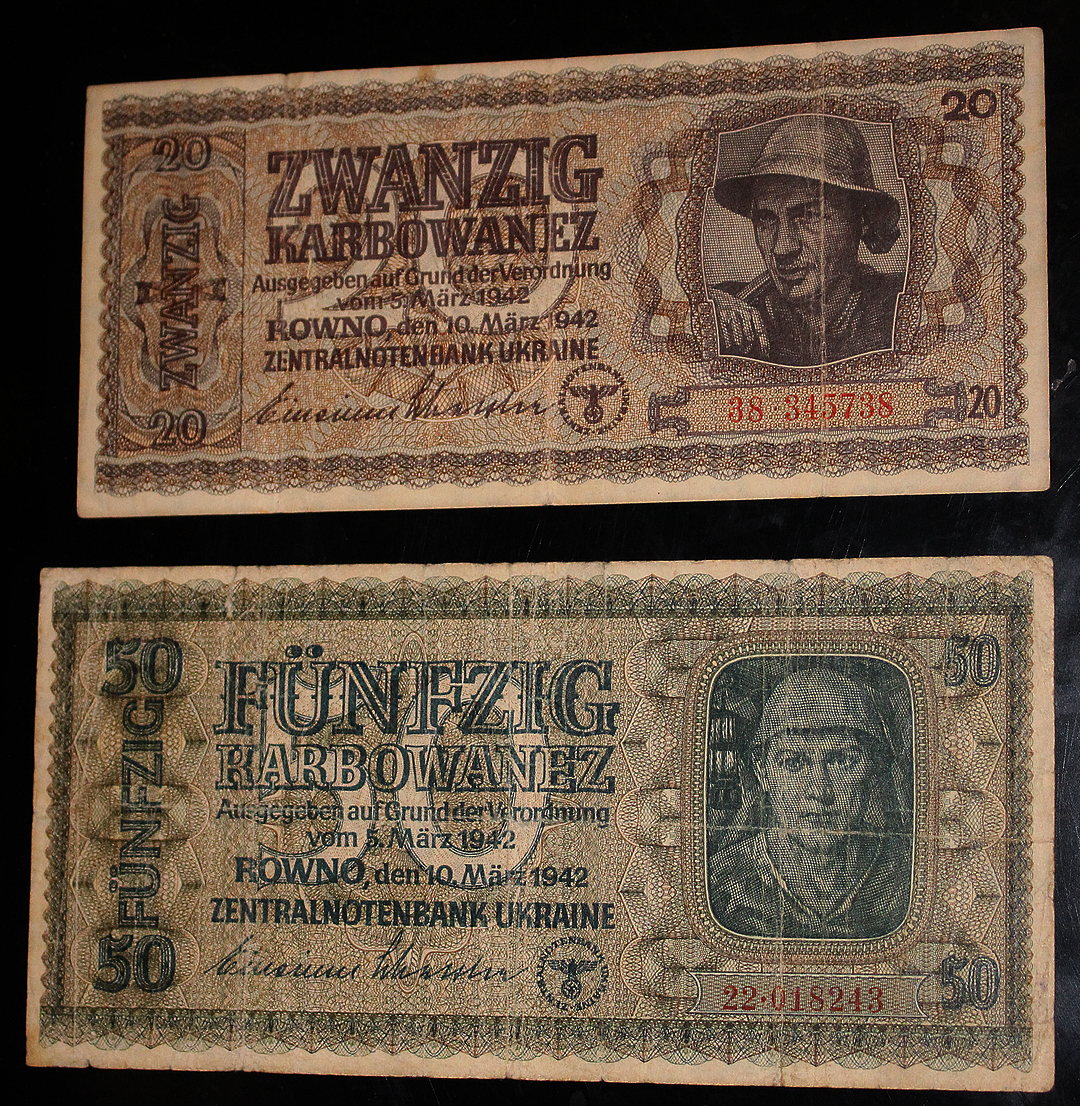 20
20
ZWANZIG
ZWANZIG
KARBOWANEZ
Ausgegeben auf Grund der Verordnung
vom 5. März 1942
ROWNO, den 10. März 1942
ZENTRALNOTENBANK UKRAINE
38·345738
20
20
50
50
FÜNFZIG
FÜNFZIG
KARBOWANEZ
Ausgegeben auf Grund der Verordnung
vom 5. März 1942
ROWNO, den 10. März 1942
ZENTRALNOTENBANK UKRAINE
22·018243
50
50